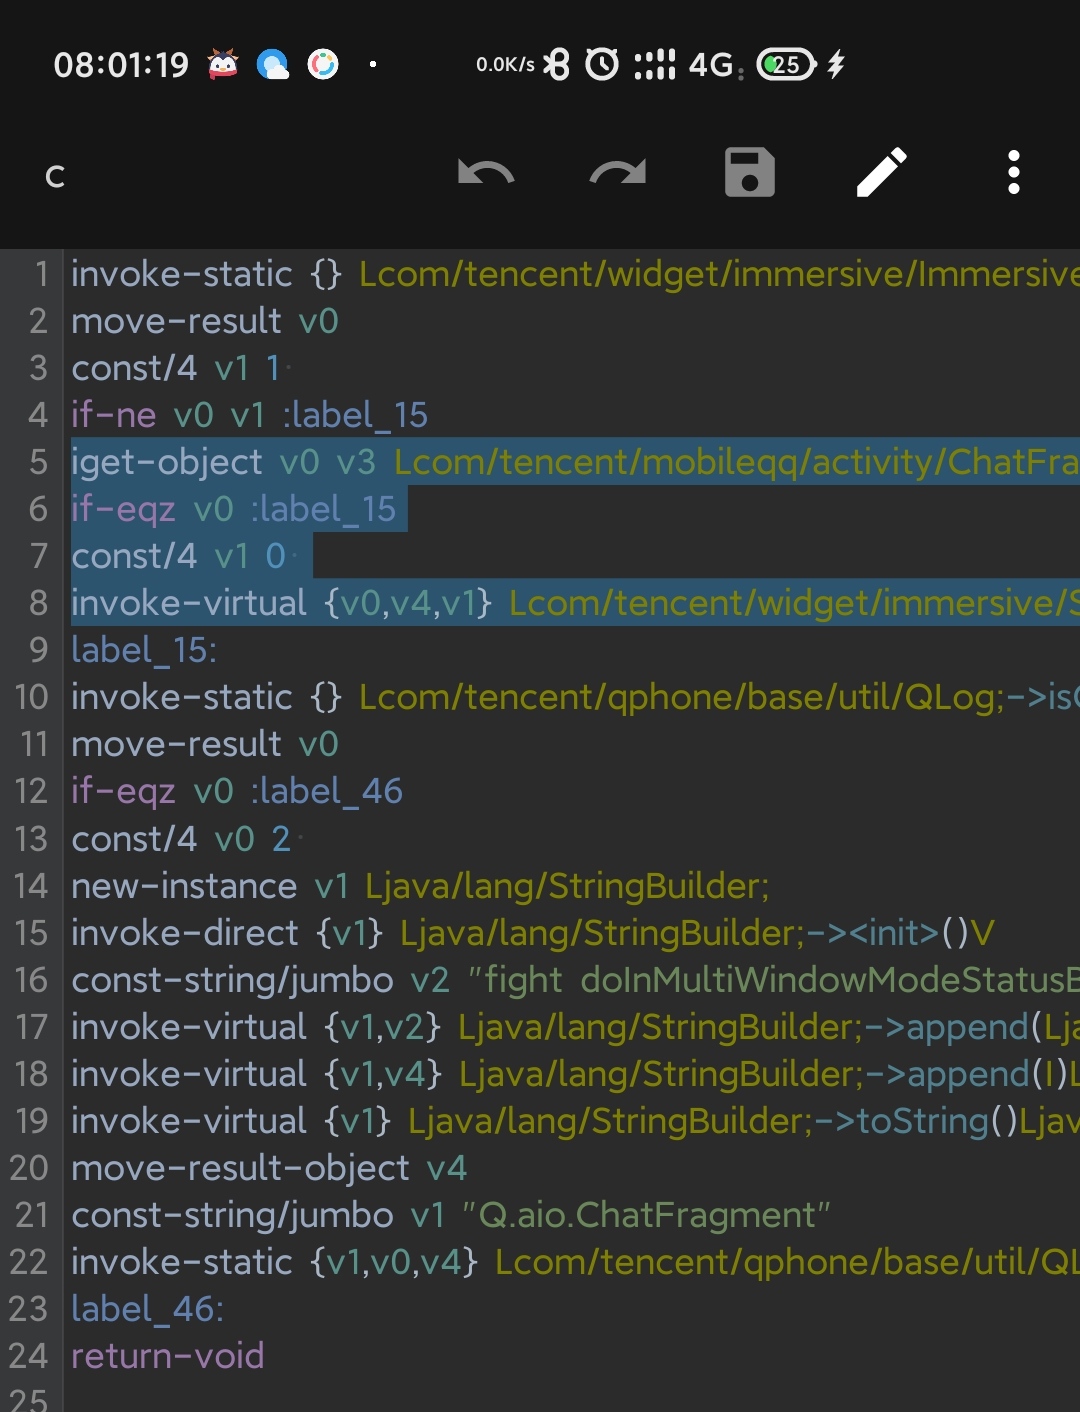 08:01:19 0.0K/s 4G 25
C
1 invoke-static {} Lcom/tencent/widget/immersive/Immersive
2 move-result v0
3 const/4 v1 1
4 if-ne v0 v1 :label_15
5 iget-object v0 v3 Lcom/tencent/mobileqq/activity/ChatFra
6 if-eqz v0 :label_15
7 const/4 v1 0
8 invoke-virtual {v0,v4,v1} Lcom/tencent/widget/immersive/S
9 label_15:
10 invoke-static {} Lcom/tencent/qphone/base/util/QLog;->isC
11 move-result v0
12 if-eqz v0 :label_46
13 const/4 v0 2
14 new-instance v1 Ljava/lang/StringBuilder;
15 invoke-direct {v1} Ljava/lang/StringBuilder;-><init>()V
16 const-string/jumbo v2 "fight doInMultiWindowModeStatusB
17 invoke-virtual {v1,v2} Ljava/lang/StringBuilder;->append(Lja
18 invoke-virtual {v1,v4} Ljava/lang/StringBuilder;->append(I)L
19 invoke-virtual {v1} Ljava/lang/StringBuilder;->toString()Ljav
20 move-result-object v4
21 const-string/jumbo v1 "Q.aio.ChatFragment"
22 invoke-static {v1,v0,v4} Lcom/tencent/qphone/base/util/QL
23 label_46:
24 return-void
25